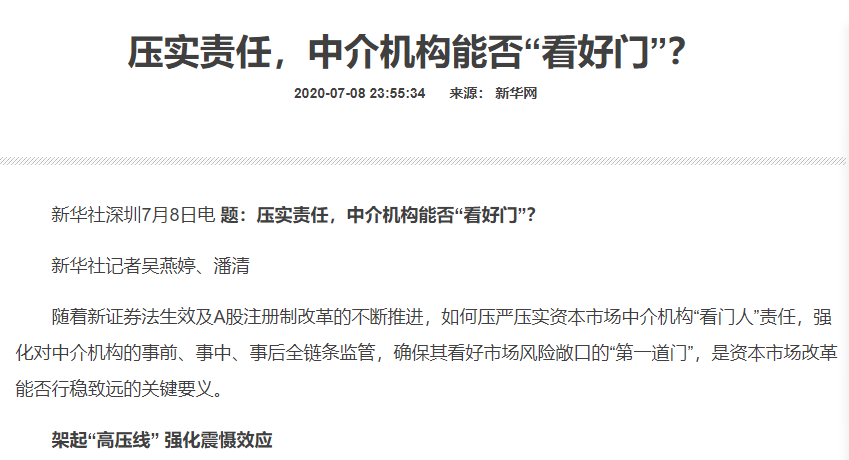 压实责任，中介机构能否“看好门”？
2020-07-08 23:55:34 来源： 新华网
新华社深圳7月8日电 题：压实责任，中介机构能否“看好门”？
新华社记者吴燕婷、潘清
随着新证券法生效及A股注册制改革的不断推进，如何压严压实资本市场中介机构“看门人”责任，强
化对中介机构的事前、事中、事后全链条监管，确保其看好市场风险敞口的“第一道门”，是资本市场改革
能否行稳致远的关键要义。
架起“高压线” 强化震慑效应